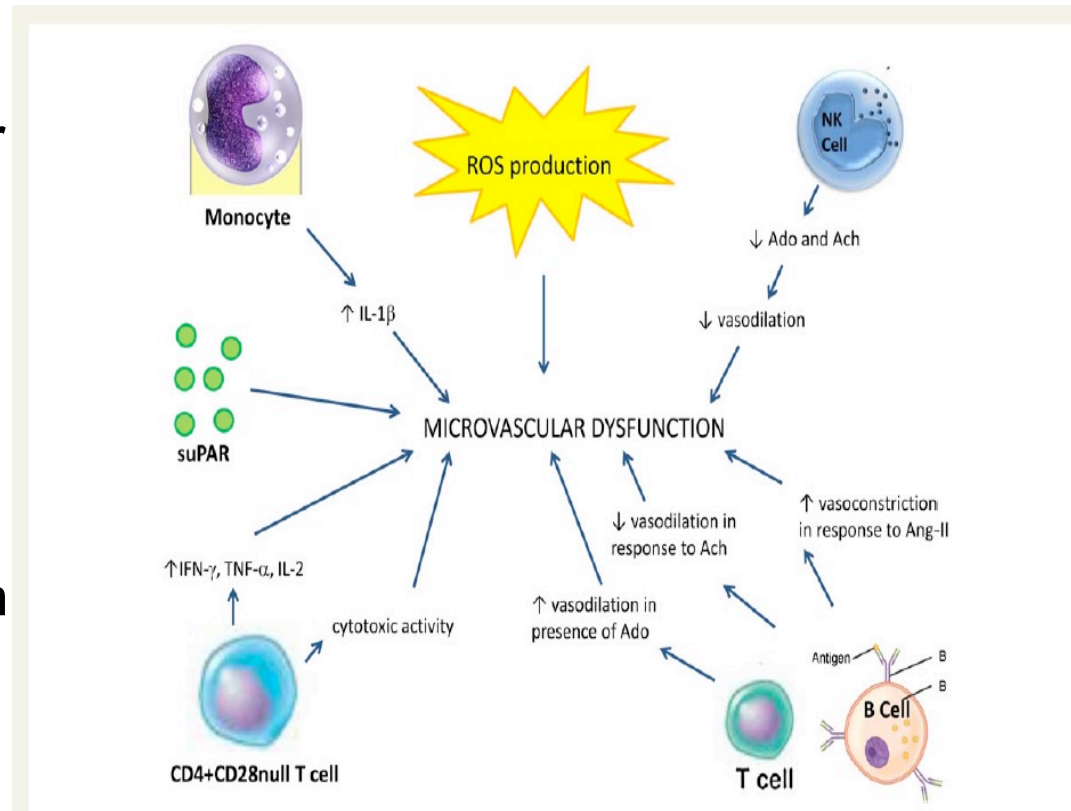 r
ROS production
NK
Cell
Monocyte
↓ Ado and Ach
↑ IL-1β
↓ vasodilation
MICROVASCULAR DYSFUNCTION
suPAR
↑ vasoconstriction
in response to Ang-II
↓ vasodilation in
response to Ach
↑IFN-γ, TNF-α, IL-2
n
↑ vasodilation in
presence of Ado
cytotoxic activity
Antigen
B
B
B Cell
T cell
CD4+CD28null T cell